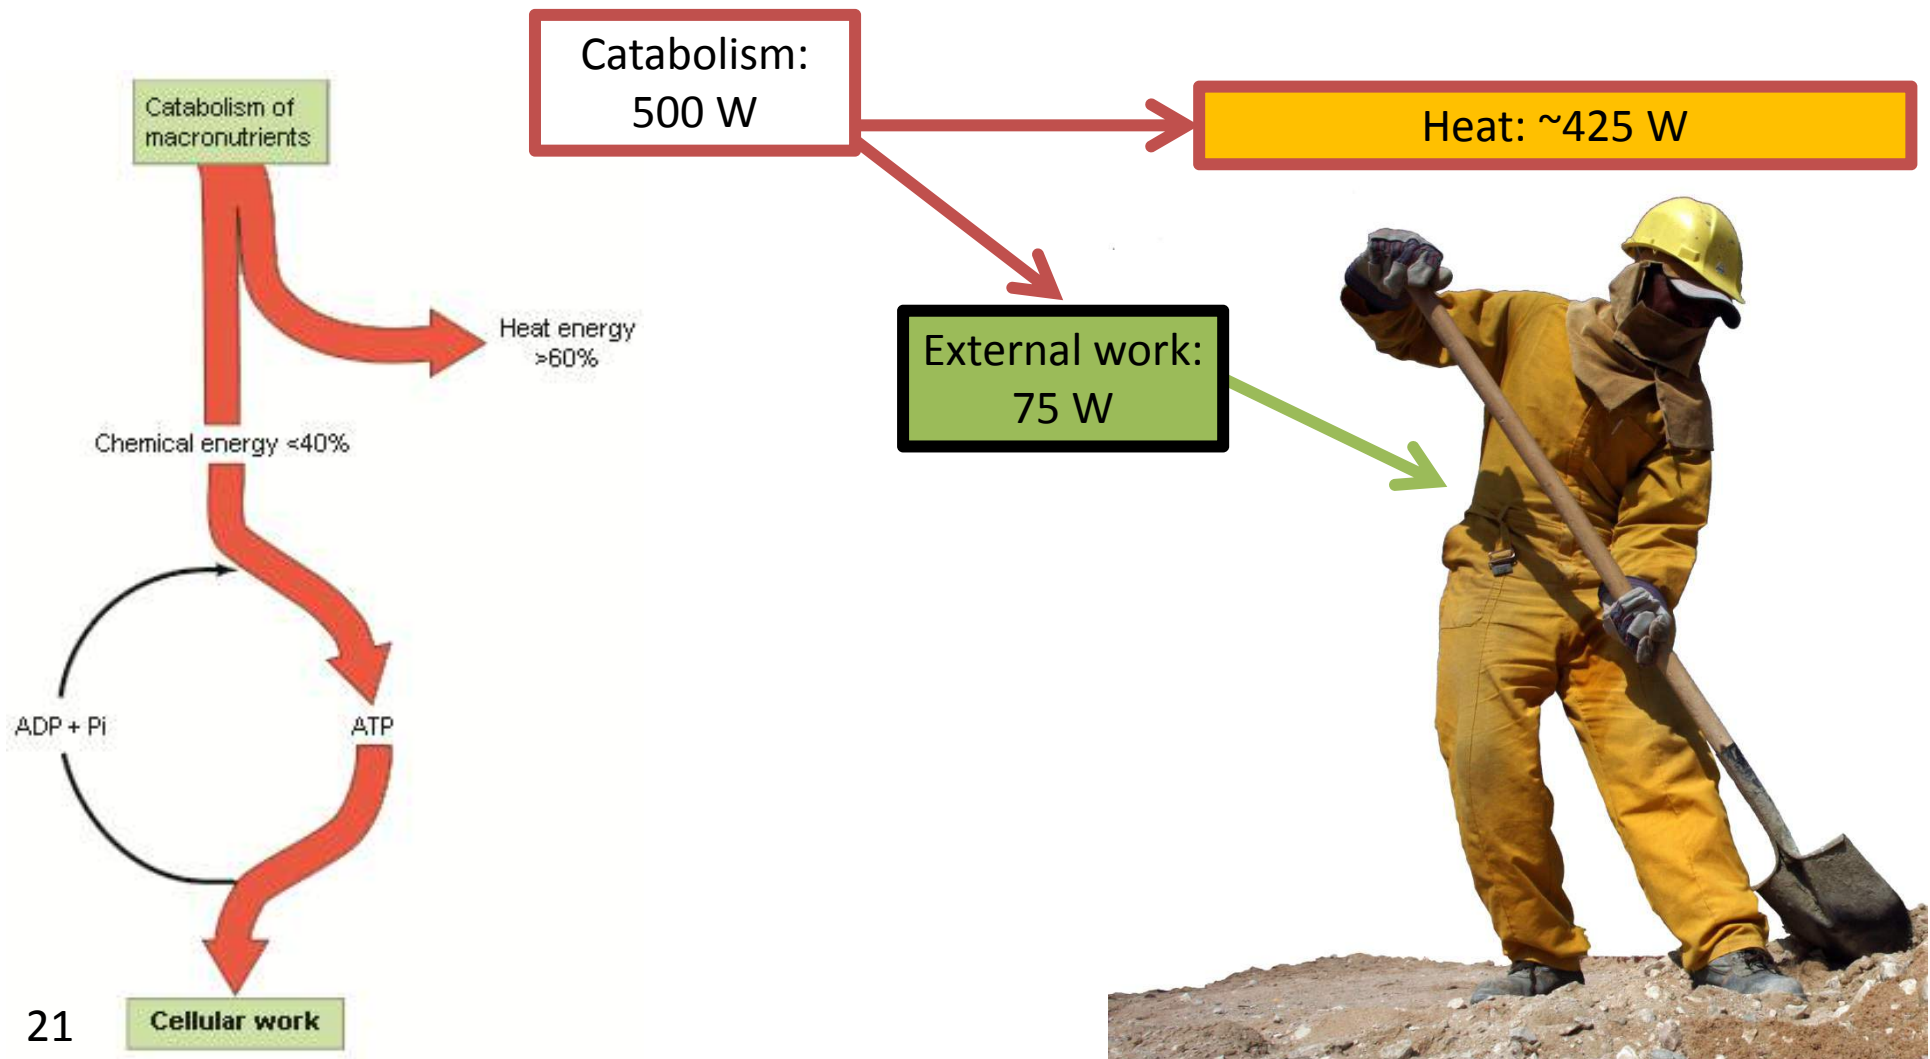 Catabolism:
500 W
Heat: ~425 W
External work:
75 W
Catabolism of
macronutrients
Heat energy
>60%
Chemical energy <40%
ADP + Pi
ATP
Cellular work
21